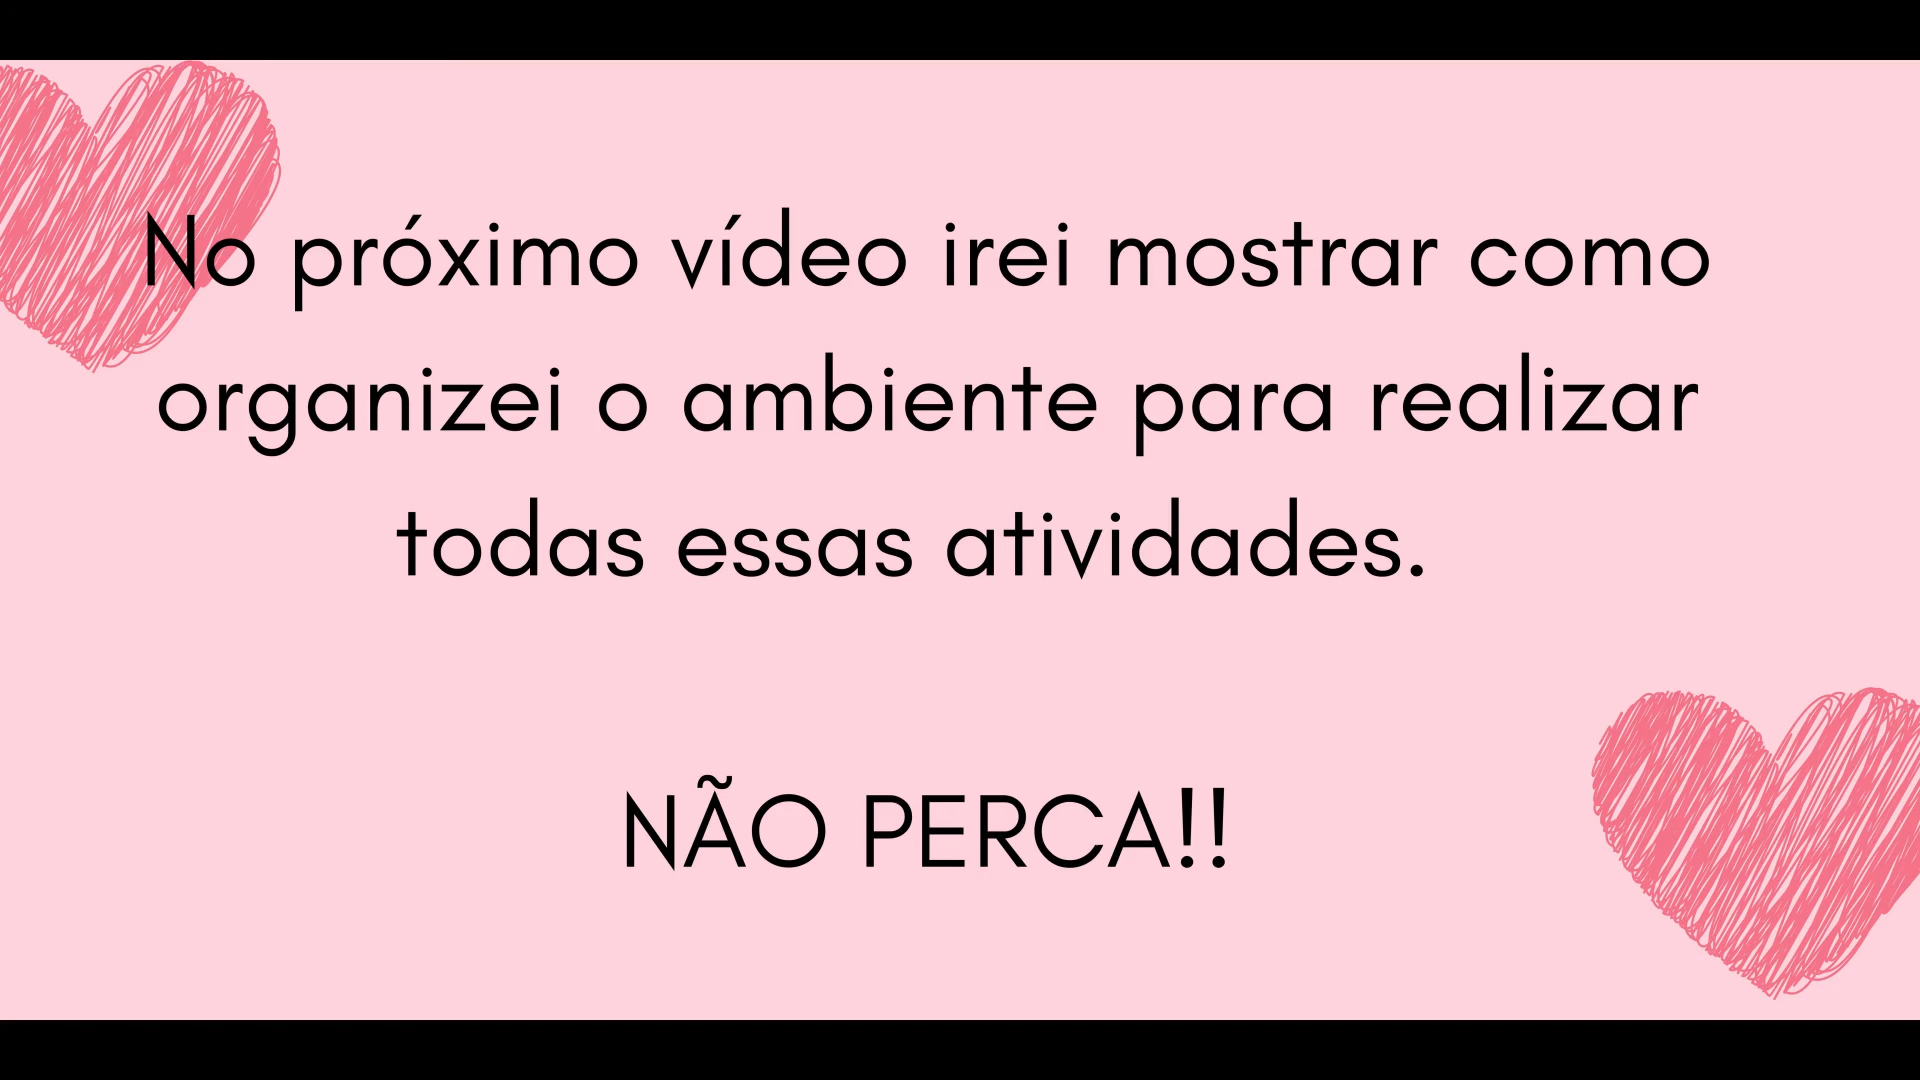 No próximo vídeo irei mostrar como
organizei o ambiente para realizar
todas essas atividades.
NÃO PERCA!!